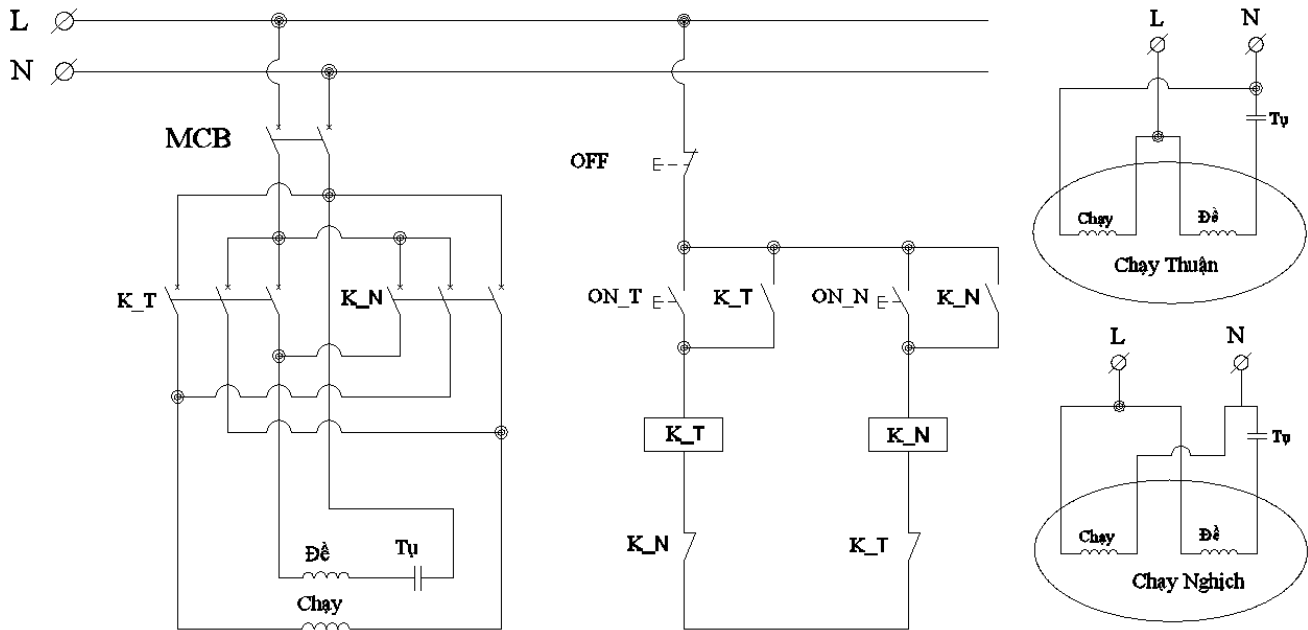 L
N
MCB
K_T
K_N
Đề
Tụ
Chạy
OFF
ON_T
K_T
ON_N
K_N
K_T
K_N
K_N
K_T
L
N
Tụ
Chạy
Đề
Chạy Thuận
L
N
Tụ
Chạy
Đề
Chạy Nghịch